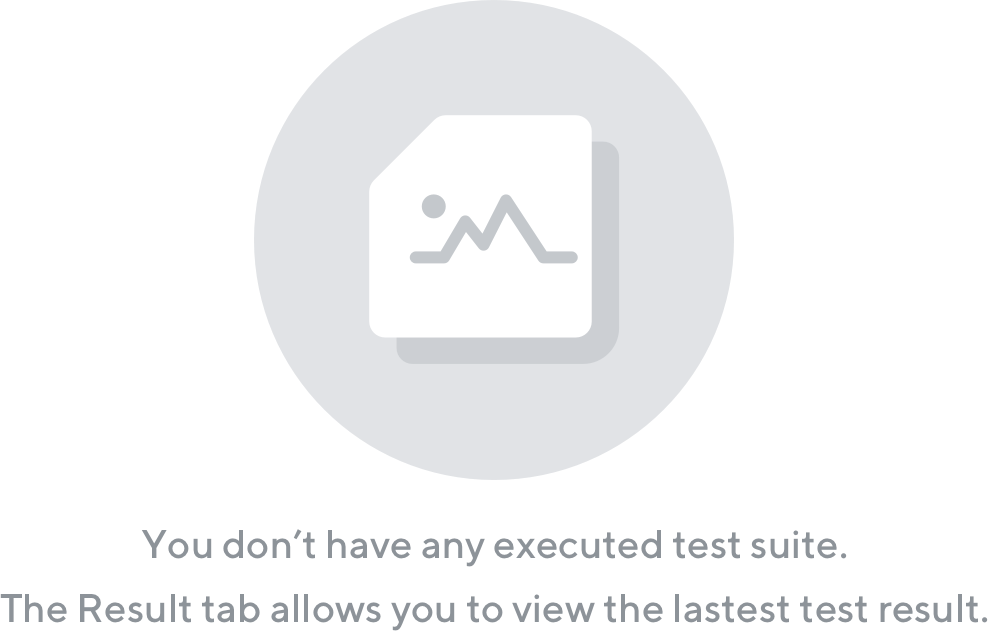 You don’t have any executed test suite.
The Result tab allows you to view the lastest test result.